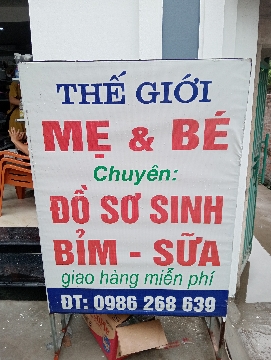 THẾ GIỚI
MẸ & BÉ
Chuyên:
ĐỒ SƠ SINH
BỈM - SỮA
giao hàng miễn phí
ĐT: 0986 268 639